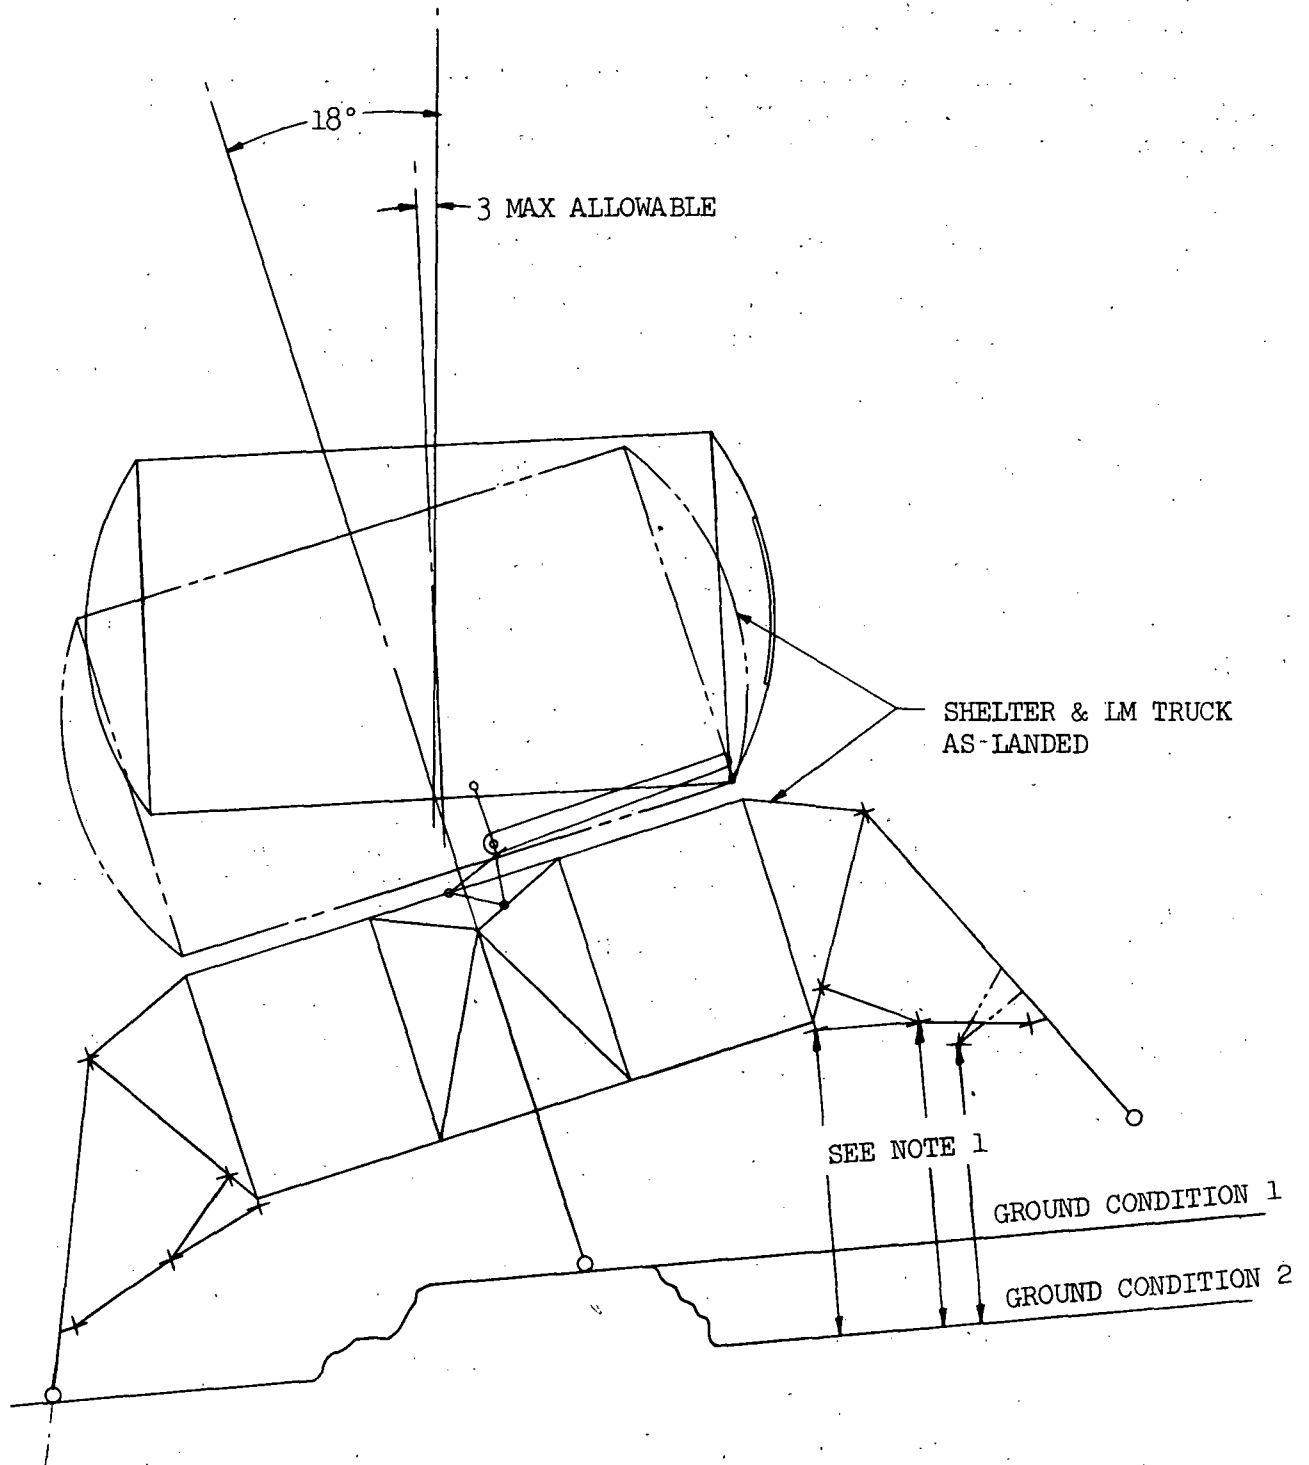 18°
3 MAX ALLOWABLE
SHELTER & LM TRUCK
AS-LANDED
SEE NOTE 1
GROUND CONDITION 1
GROUND CONDITION 2